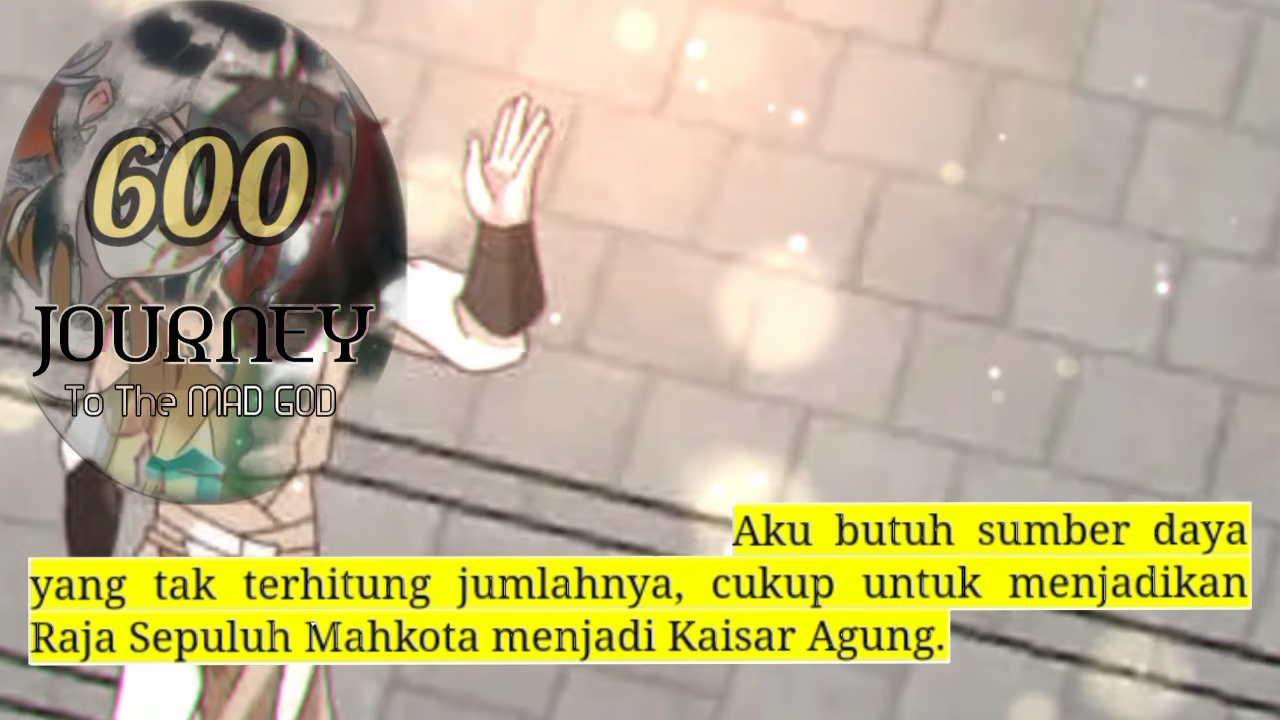 600
JOURNEY
To The MAD GOD
Aku butuh sumber daya
yang tak terhitung jumlahnya, cukup untuk menjadikan
Raja Sepuluh Mahkota menjadi Kaisar Agung.